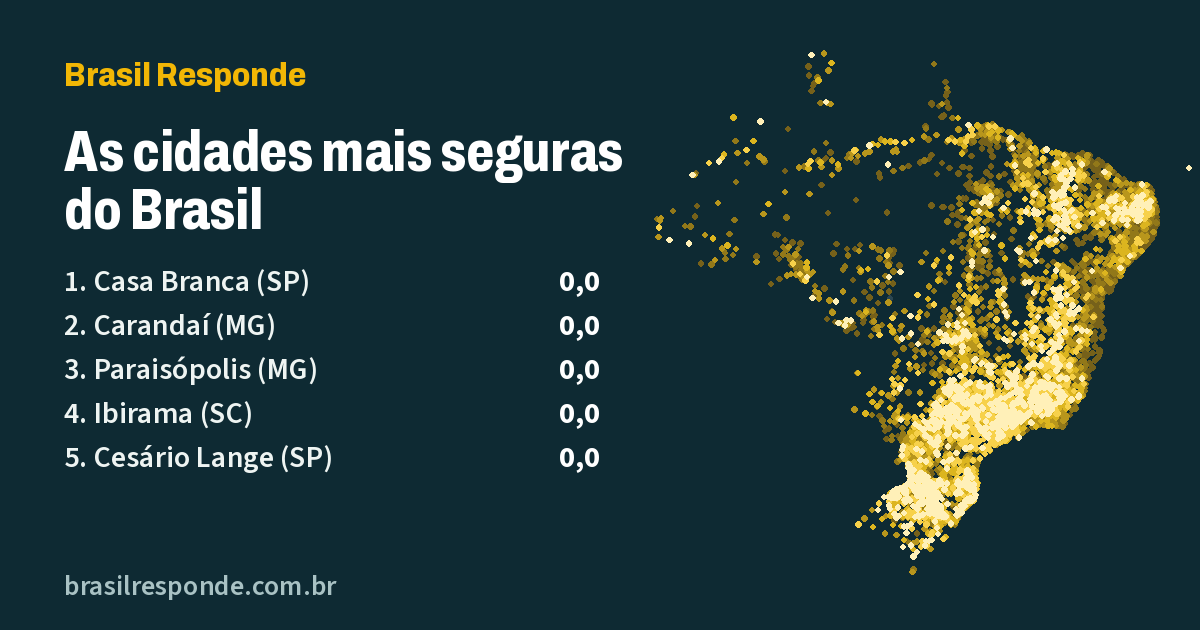 Brasil Responde
As cidades mais seguras
do Brasil
1. Casa Branca (SP) 0,0
2. Carandaí (MG) 0,0
3. Paraisópolis (MG) 0,0
4. Ibirama (SC) 0,0
5. Cesário Lange (SP) 0,0
brasilresponde.com.br